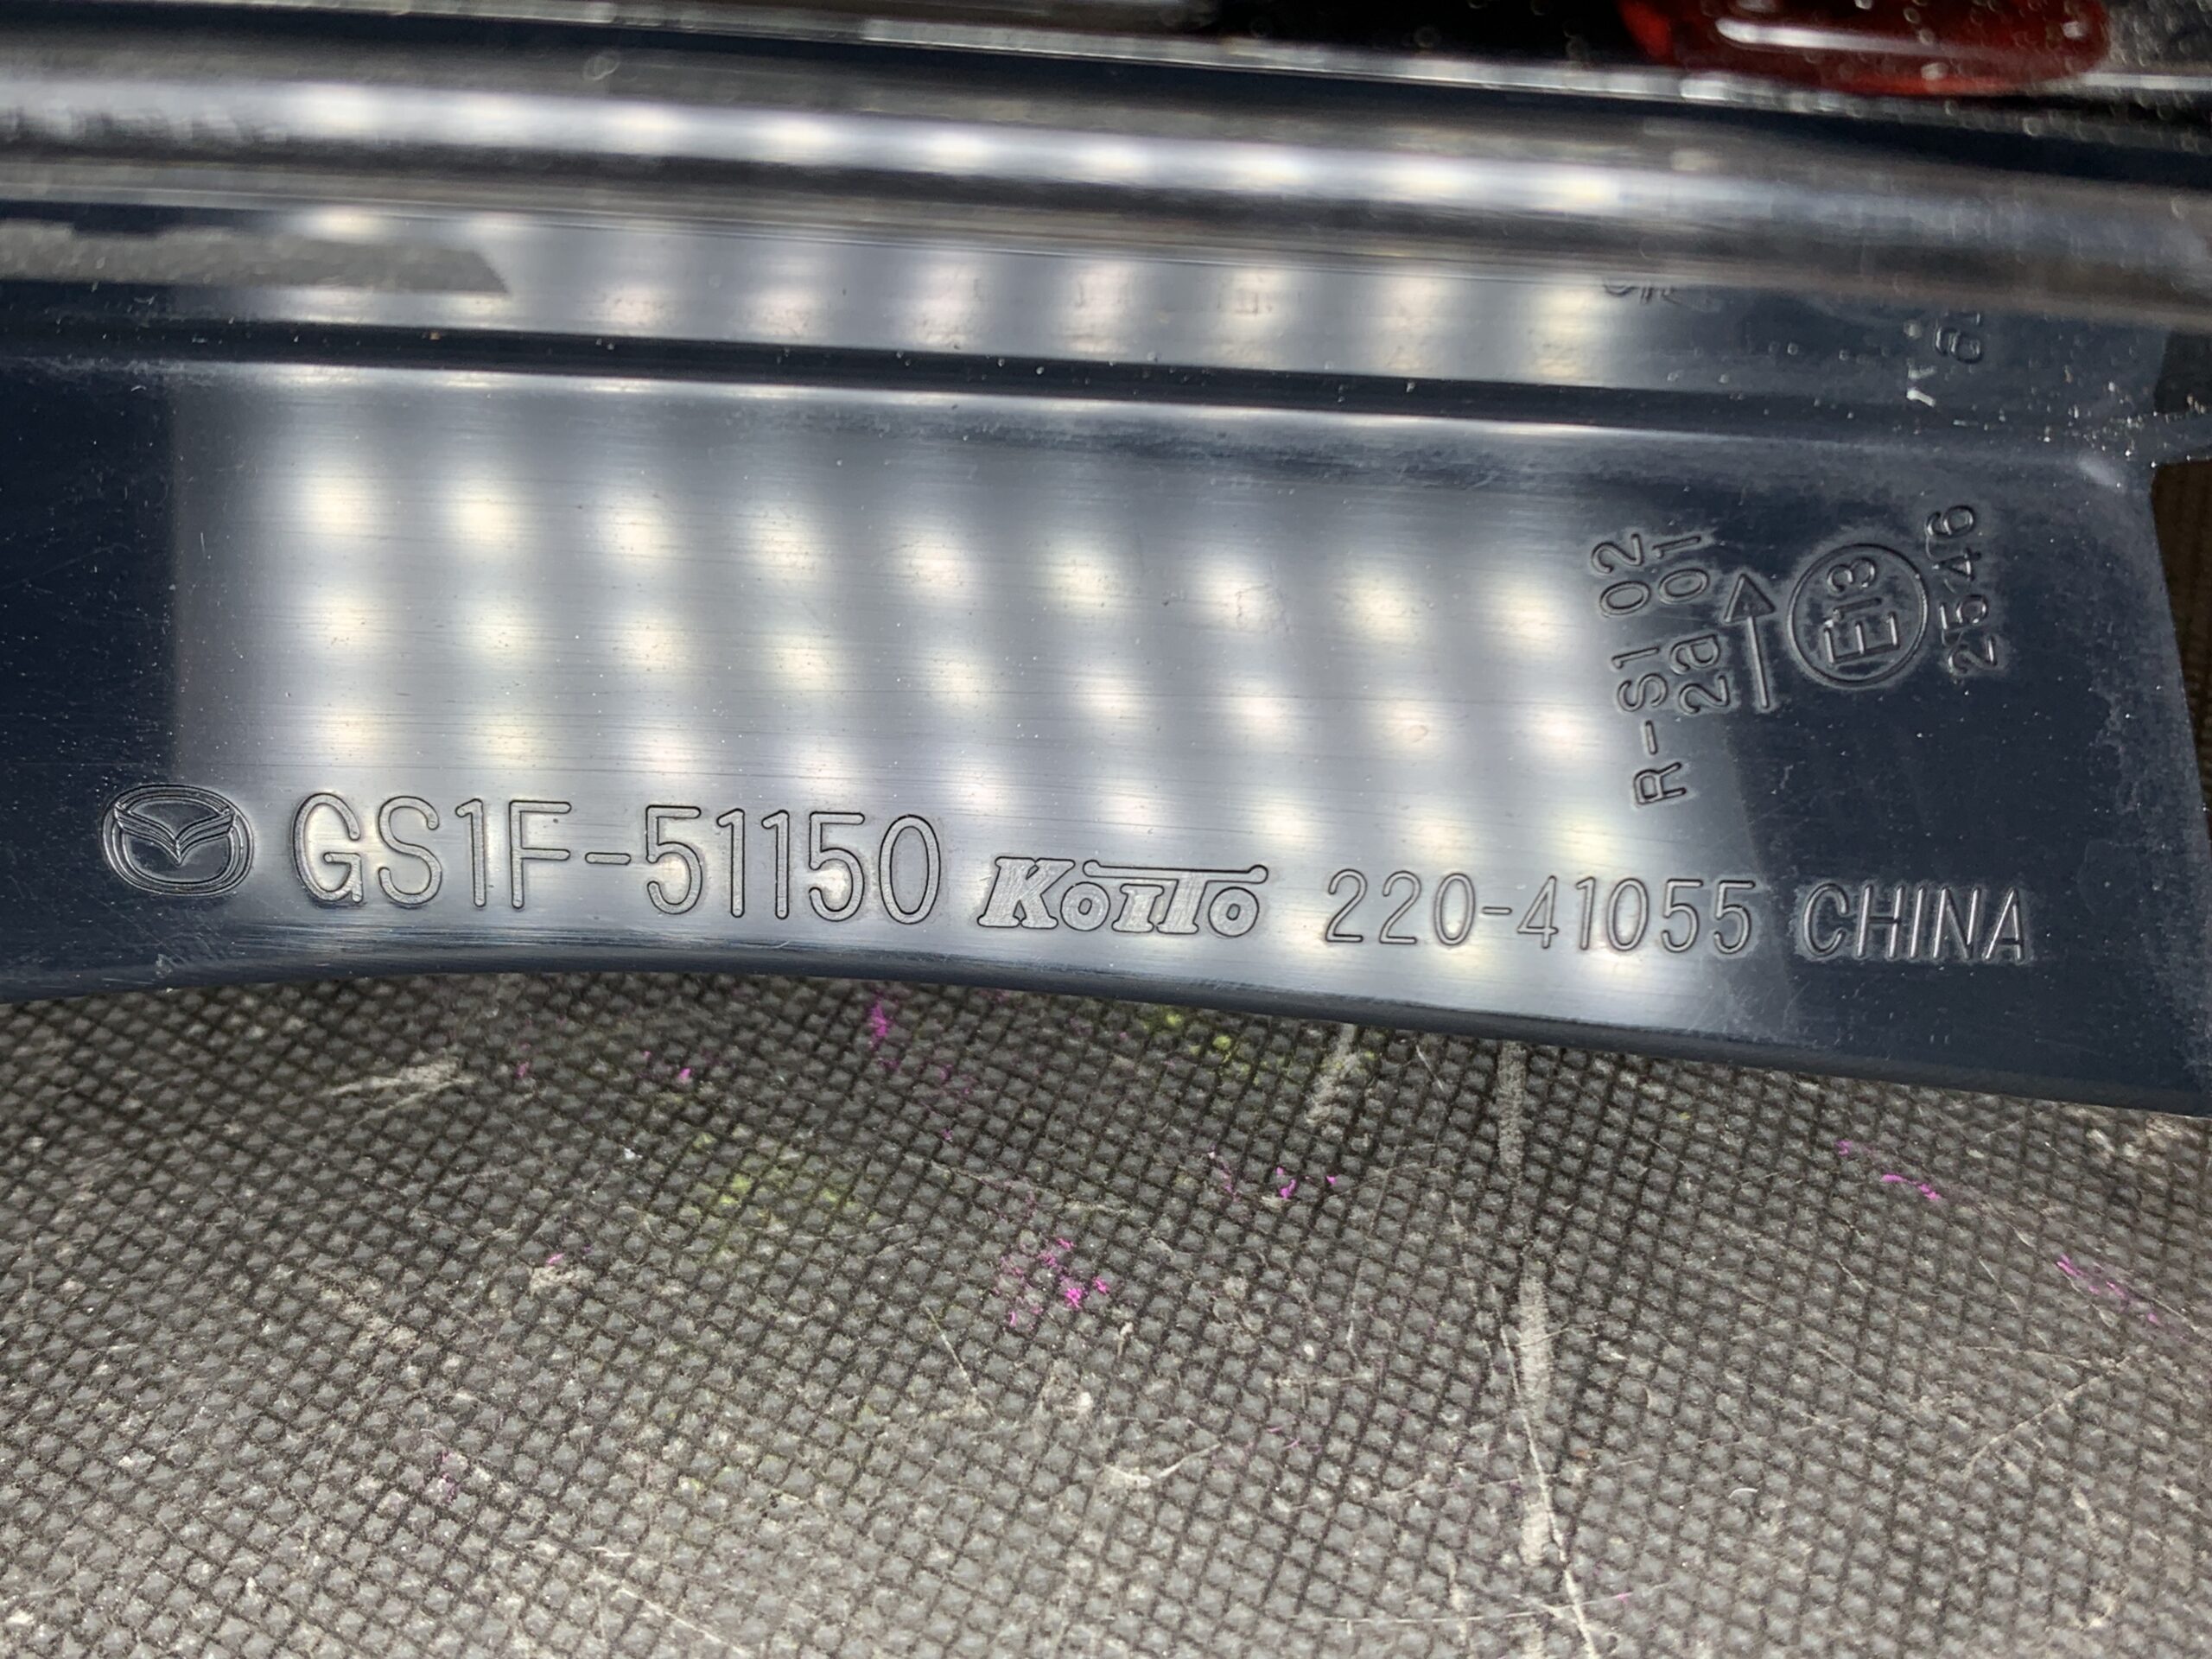 GS1F-51150 KOITO 220-41055 CHINA
R-S1 02
2a 01
E13
2546